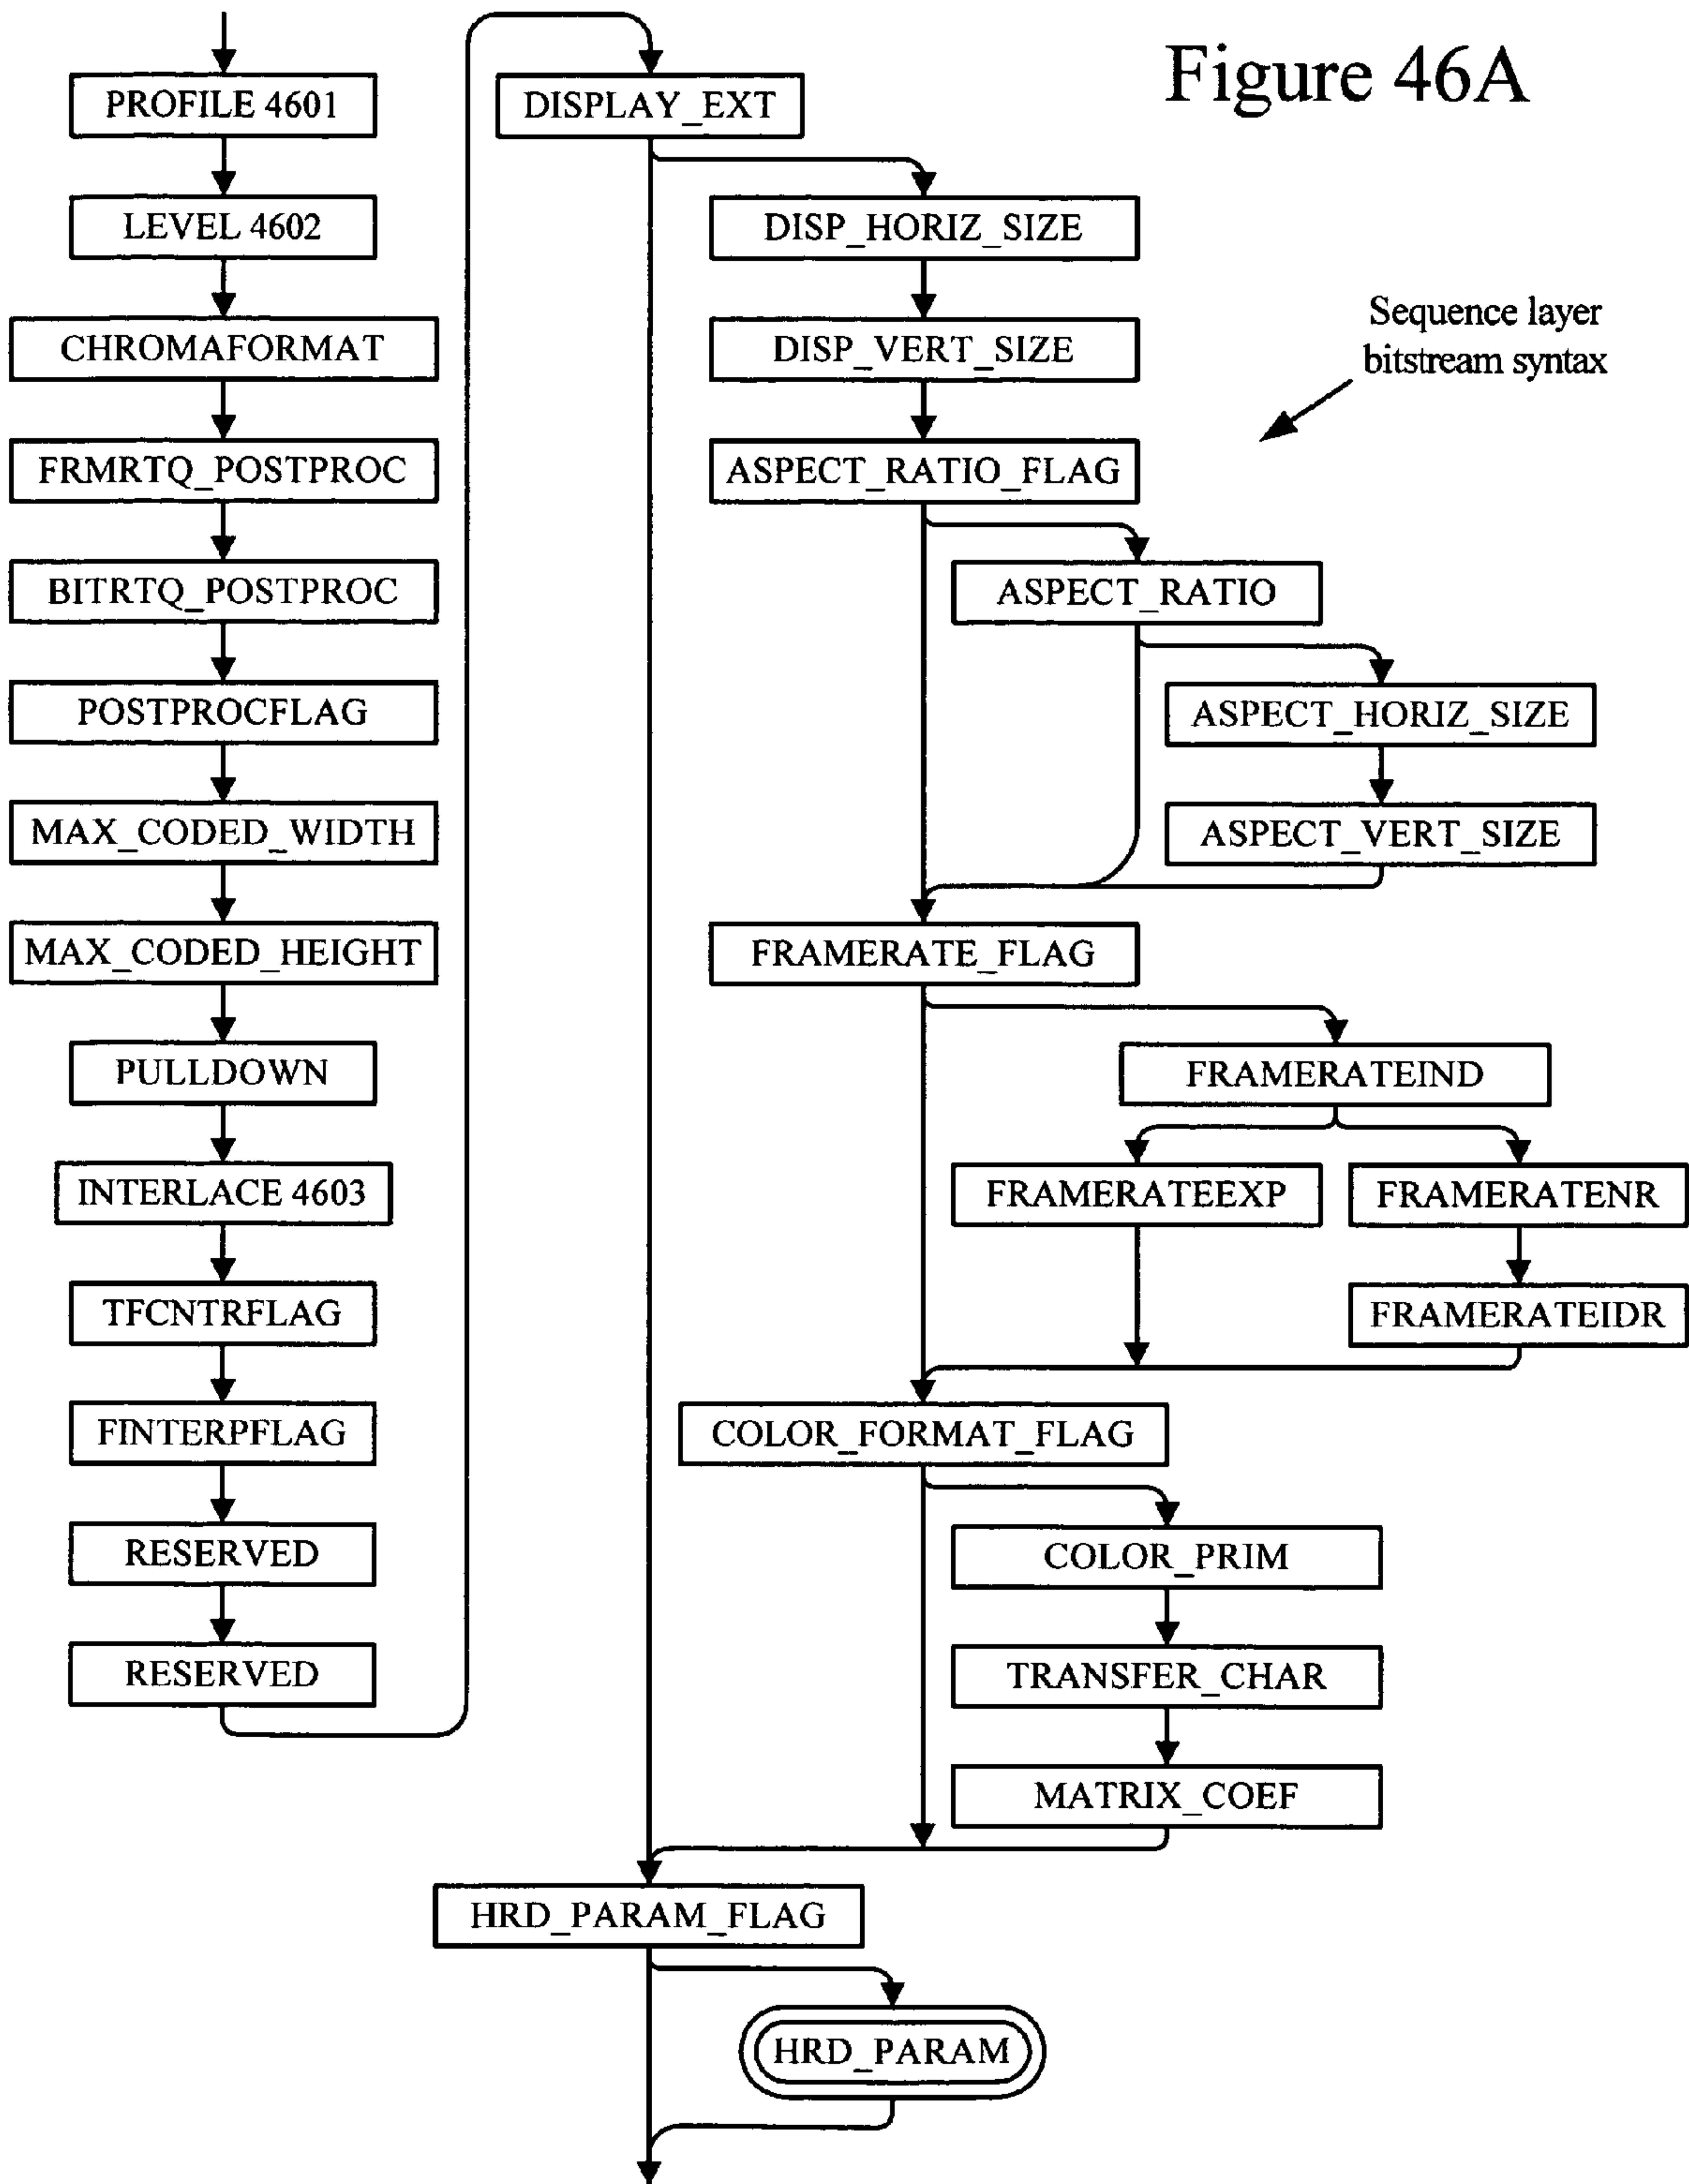 Figure 46A
PROFILE 4601
LEVEL 4602
CHROMAFORMAT
FRMRTQ_POSTPROC
BITRTQ_POSTPROC
POSTPROCFLAG
MAX_CODED_WIDTH
MAX_CODED_HEIGHT
PULLDOWN
INTERLACE 4603
TFCNTRFLAG
FINTERPFLAG
RESERVED
RESERVED
DISPLAY_EXT
DISP_HORIZ_SIZE
DISP_VERT_SIZE
ASPECT_RATIO_FLAG
Sequence layer
bitstream syntax
ASPECT_RATIO
ASPECT_HORIZ_SIZE
ASPECT_VERT_SIZE
FRAMERATE_FLAG
FRAMERATEIND
FRAMERATEEXP
FRAMERATENR
FRAMERATEIDR
COLOR_FORMAT_FLAG
COLOR_PRIM
TRANSFER_CHAR
MATRIX_COEF
HRD_PARAM_FLAG
HRD_PARAM